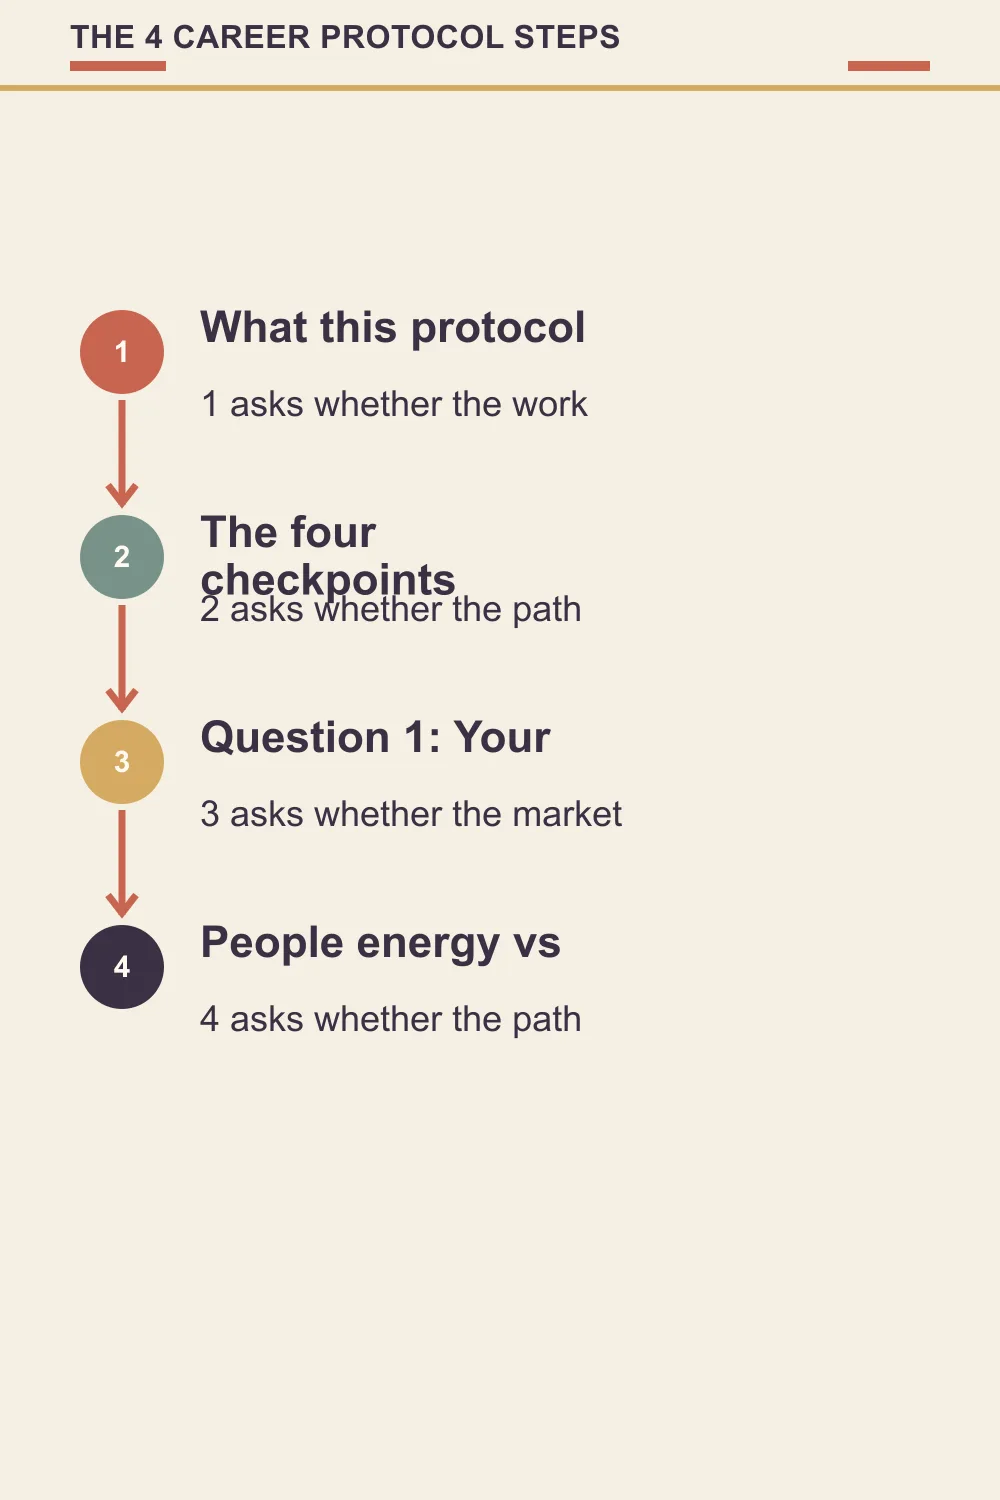 THE 4 CAREER PROTOCOL STEPS
1
What this protocol
1 asks whether the work
2
The four
checkpoints
2 asks whether the path
3
Question 1: Your
3 asks whether the market
4
People energy vs
4 asks whether the path